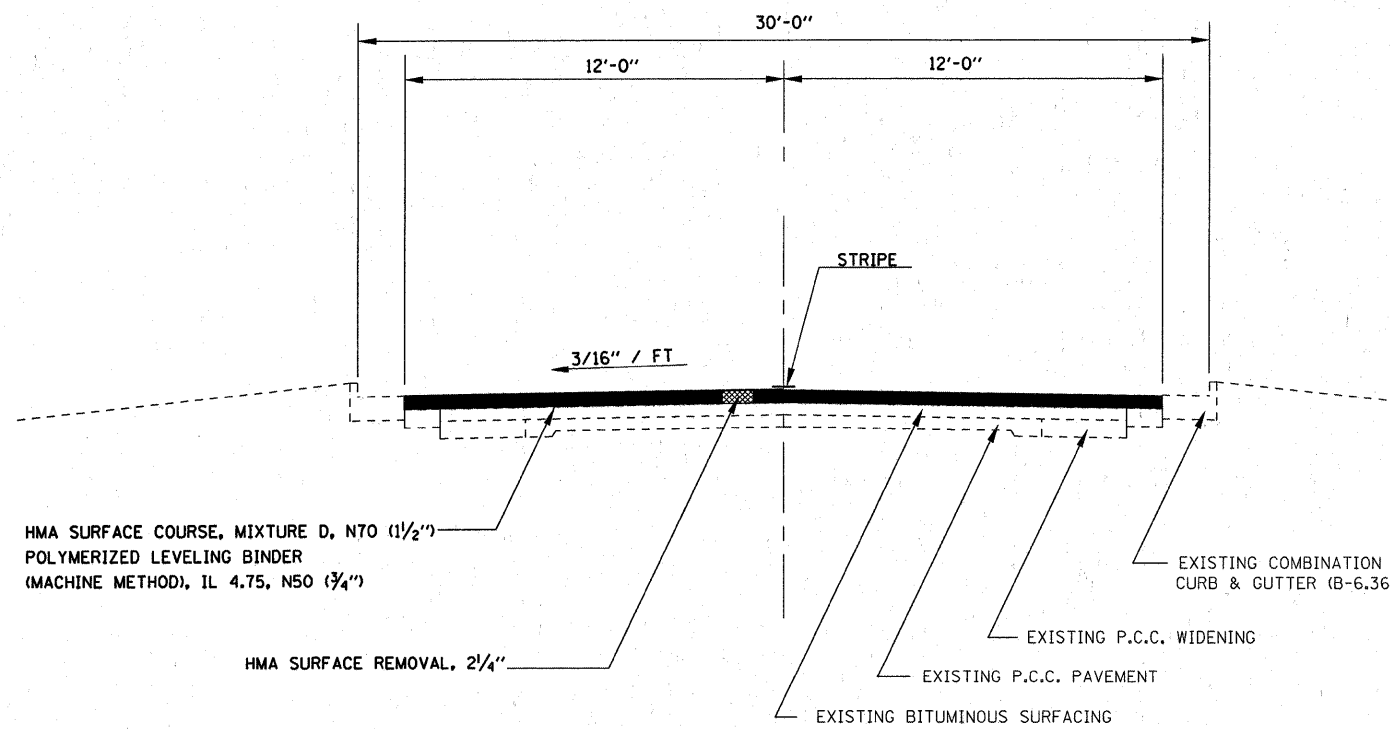 30'-0"
12'-0" 12'-0"
STRIPE
3/16" / FT
HMA SURFACE COURSE, MIXTURE D, N70 (1½")
POLYMERIZED LEVELING BINDER
(MACHINE METHOD), IL 4.75, N50 (¾")
EXISTING COMBINATION
CURB & GUTTER (B-6.36
EXISTING P.C.C. WIDENING
HMA SURFACE REMOVAL, 2¼"
EXISTING P.C.C. PAVEMENT
EXISTING BITUMINOUS SURFACING